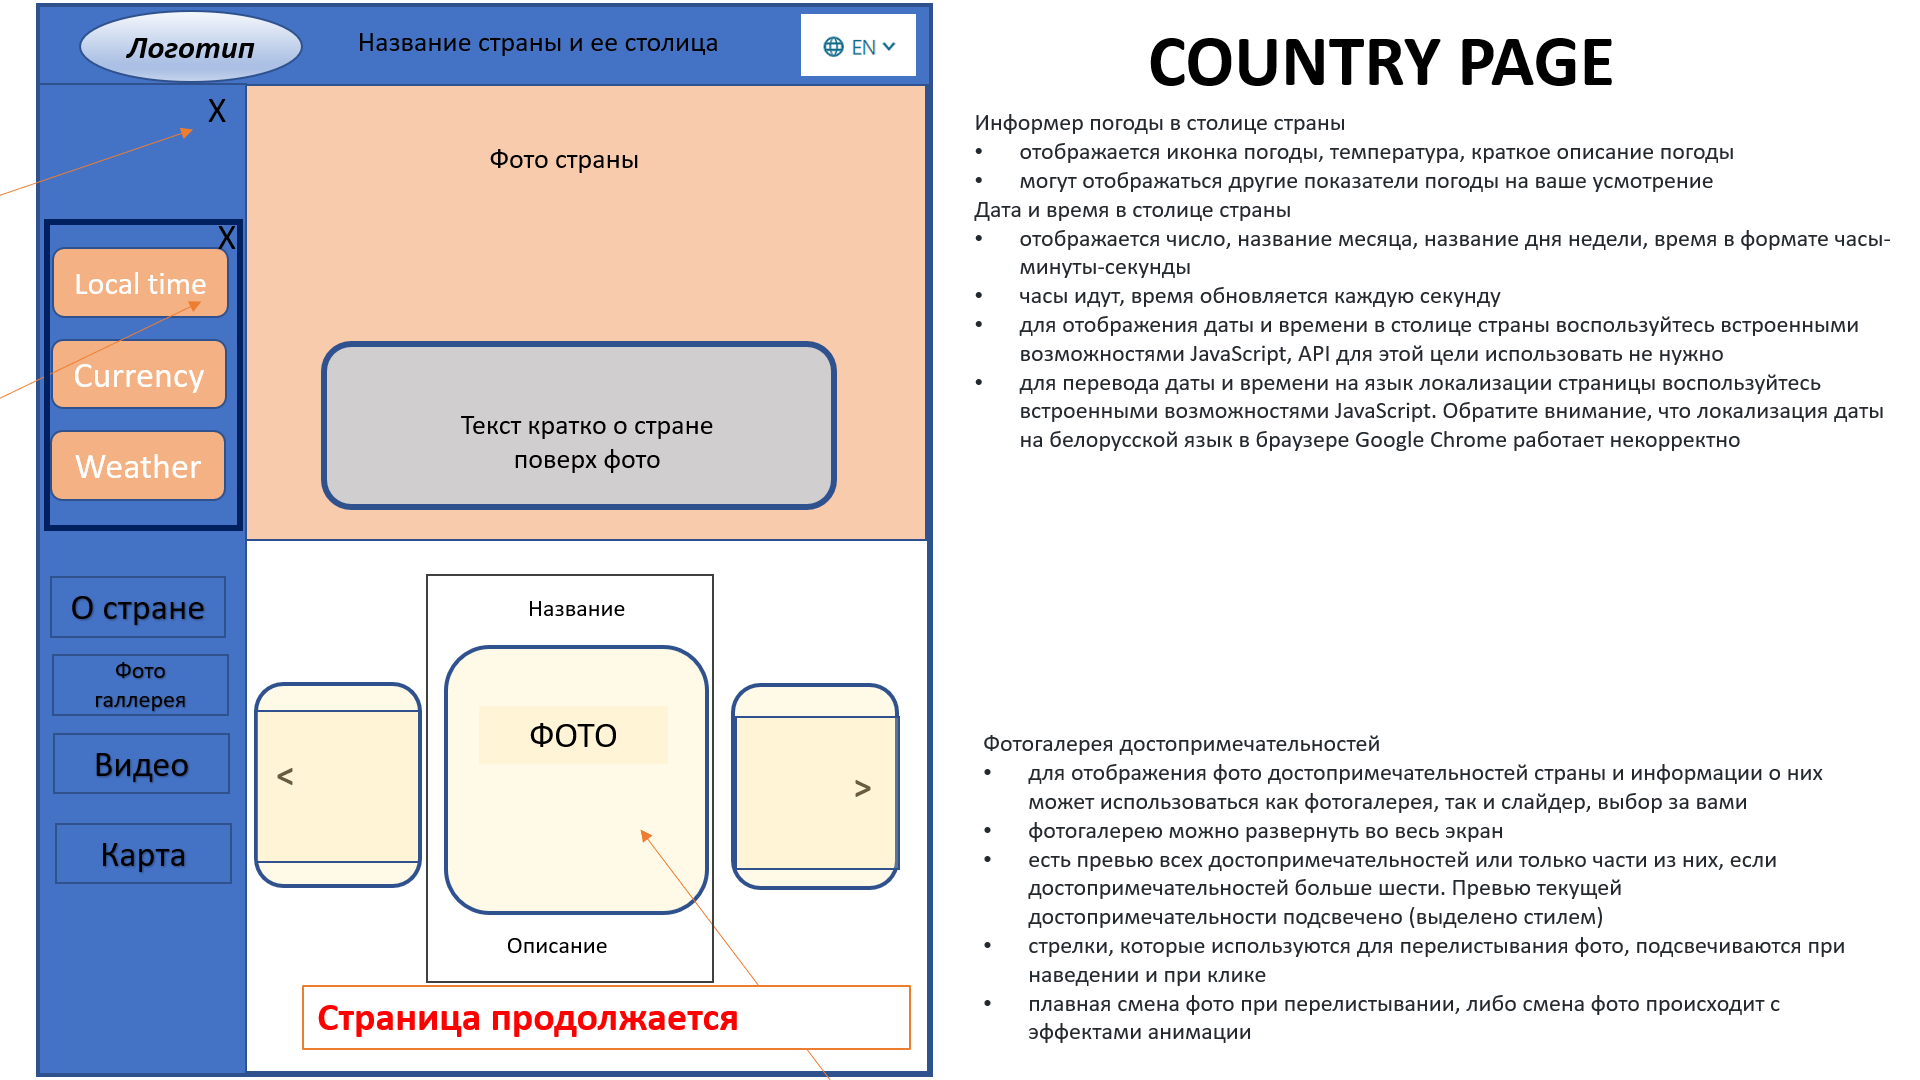 Логотип
Название страны и ее столица
EN
X
Фото страны
X
Local time
Currency
Weather
Текст кратко о стране
поверх фото
О стране
Фото
галлерея
Видео
Карта
Название
ФОТО
<
>
Описание
Страница продолжается
COUNTRY PAGE
Информер погоды в столице страны
• отображается иконка погоды, температура, краткое описание погоды
• могут отображаться другие показатели погоды на ваше усмотрение
Дата и время в столице страны
• отображается число, название месяца, название дня недели, время в формате часы-
минуты-секунды
• часы идут, время обновляется каждую секунду
• для отображения даты и времени в столице страны воспользуйтесь встроенными
возможностями JavaScript, API для этой цели использовать не нужно
• для перевода даты и времени на язык локализации страницы воспользуйтесь
встроенными возможностями JavaScript. Обратите внимание, что локализация даты
на белорусской язык в браузере Google Chrome работает некорректно
Фотогалерея достопримечательностей
• для отображения фото достопримечательностей страны и информации о них
может использоваться как фотогалерея, так и слайдер, выбор за вами
• фотогалерею можно развернуть во весь экран
• есть превью всех достопримечательностей или только части из них, если
достопримечательностей больше шести. Превью текущей
достопримечательности подсвечено (выделено стилем)
• стрелки, которые используются для перелистывания фото, подсвечиваются при
наведении и при клике
• плавная смена фото при перелистывании, либо смена фото происходит с
эффектами анимации